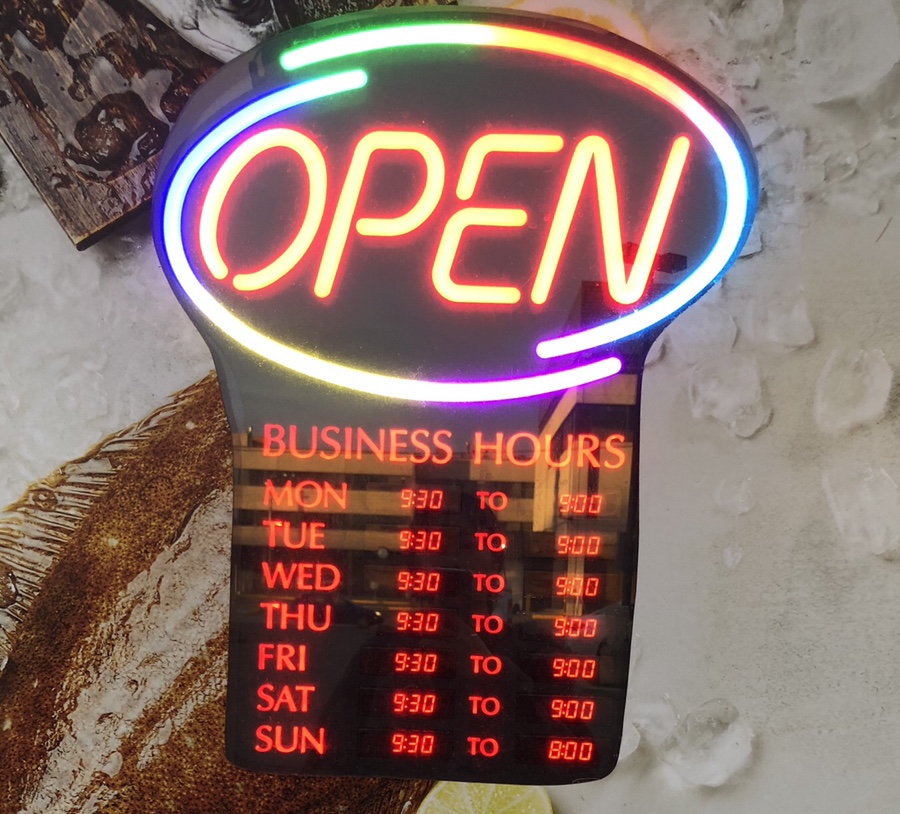 OPEN
BUSINESS HOURS
MON 9:30 TO 9:00
TUE 9:30 TO 9:00
WED 9:30 TO 9:00
THU 9:30 TO 9:00
FRI 9:30 TO 9:00
SAT 9:30 TO 9:00
SUN 9:30 TO 8:00